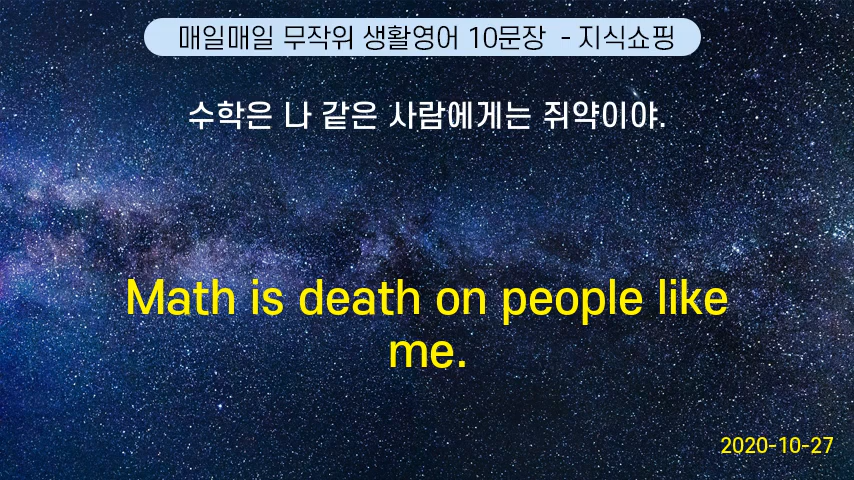 매일매일 무작위 생활영어 10문장 - 지식쇼핑
수학은 나 같은 사람에게는 쥐약이야.
Math is death on people like
me.
2020-10-27